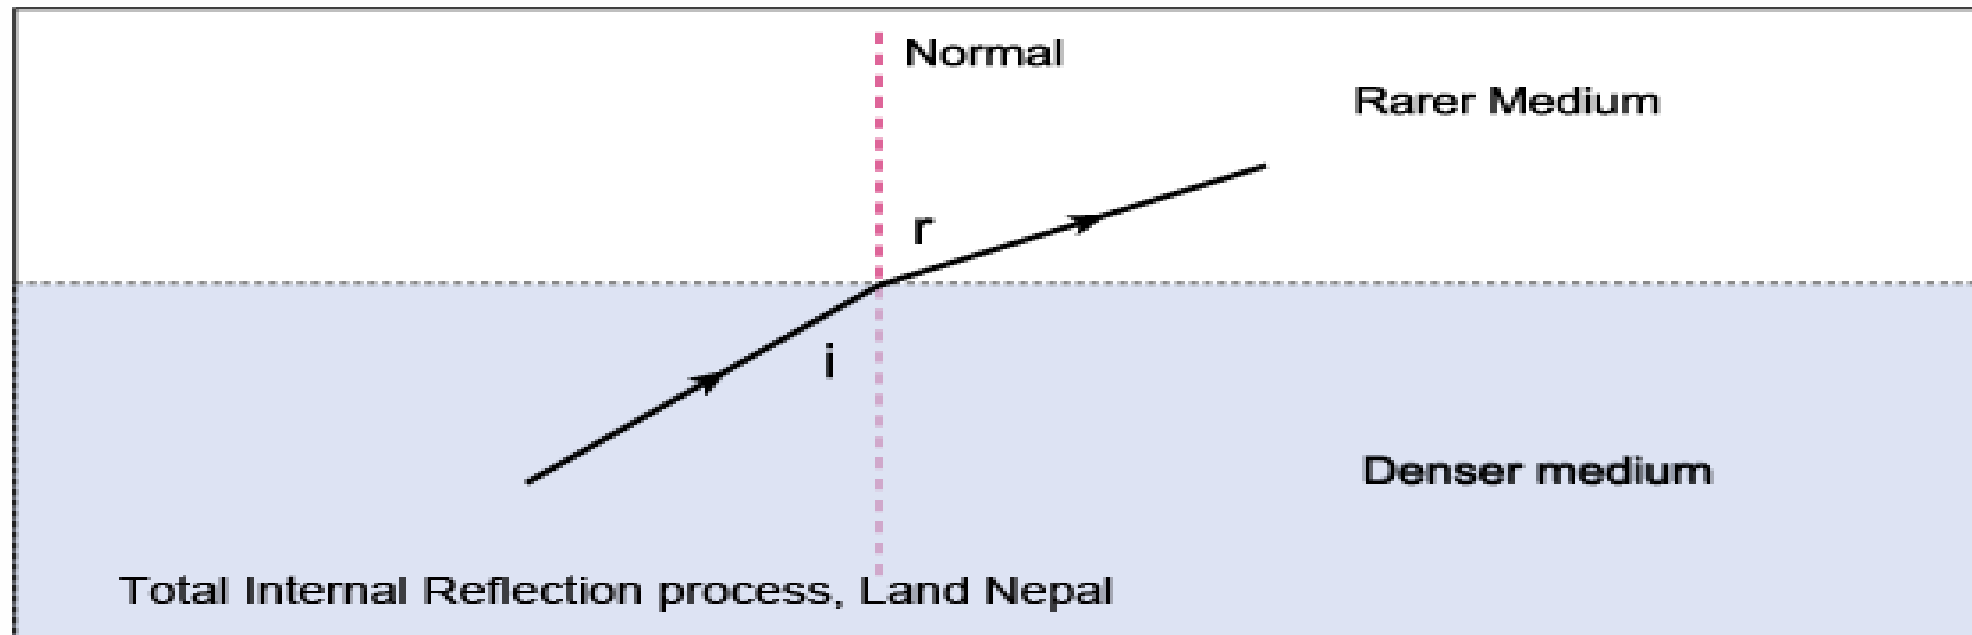 Normal
Rarer Medium
r
i
Denser medium
Total Internal Reflection process, Land Nepal